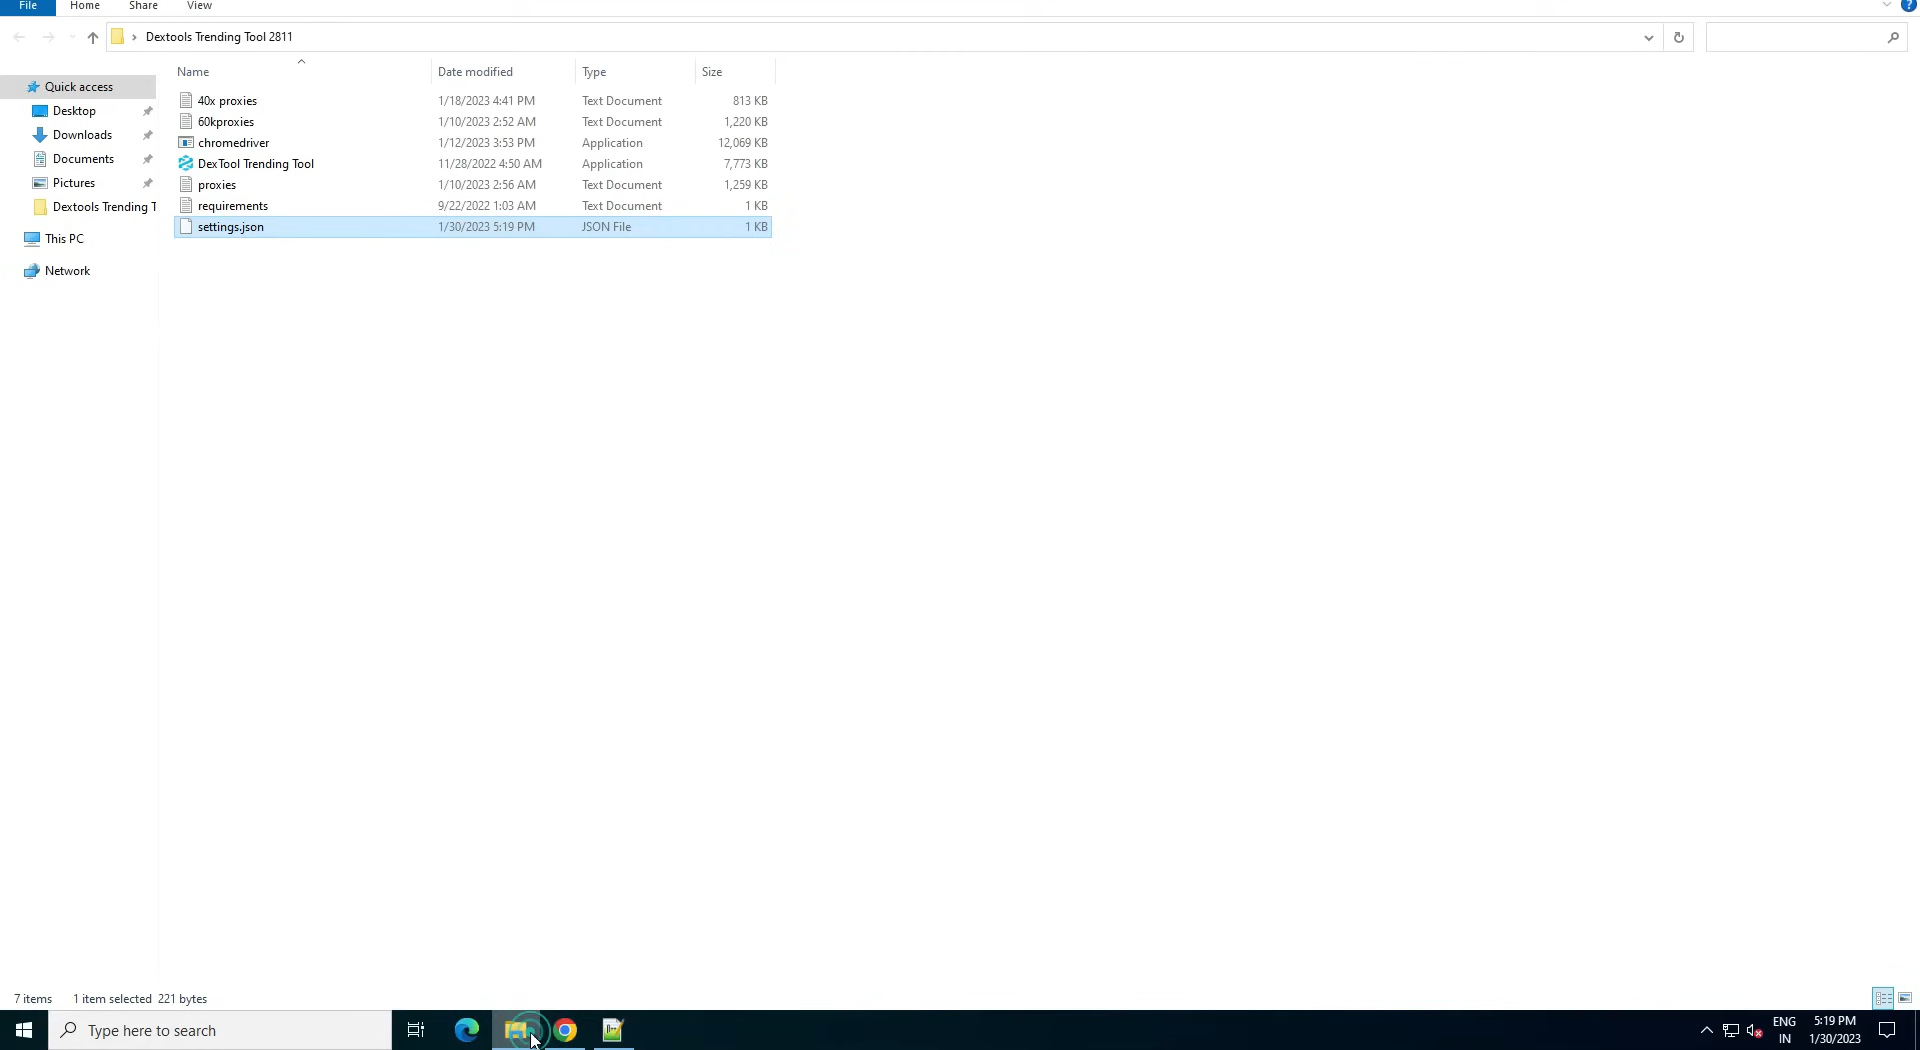 File Home Share View
Dextools Trending Tool 2811
Name Date modified Type Size
Quick access
Desktop
Downloads
Documents
Pictures
Dextools Trending T
This PC
Network
40x proxies 1/18/2023 4:41 PM Text Document 813 KB
60kproxies 1/10/2023 2:52 AM Text Document 1,220 KB
chromedriver 1/12/2023 3:53 PM Application 12,069 KB
DexTool Trending Tool 11/28/2022 4:50 AM Application 7,773 KB
proxies 1/10/2023 2:56 AM Text Document 1,259 KB
requirements 9/22/2022 1:03 AM Text Document 1 KB
settings.json 1/30/2023 5:19 PM JSON File 1 KB
7 items 1 item selected 221 bytes
Type here to search
ENG
IN
5:19 PM
1/30/2023